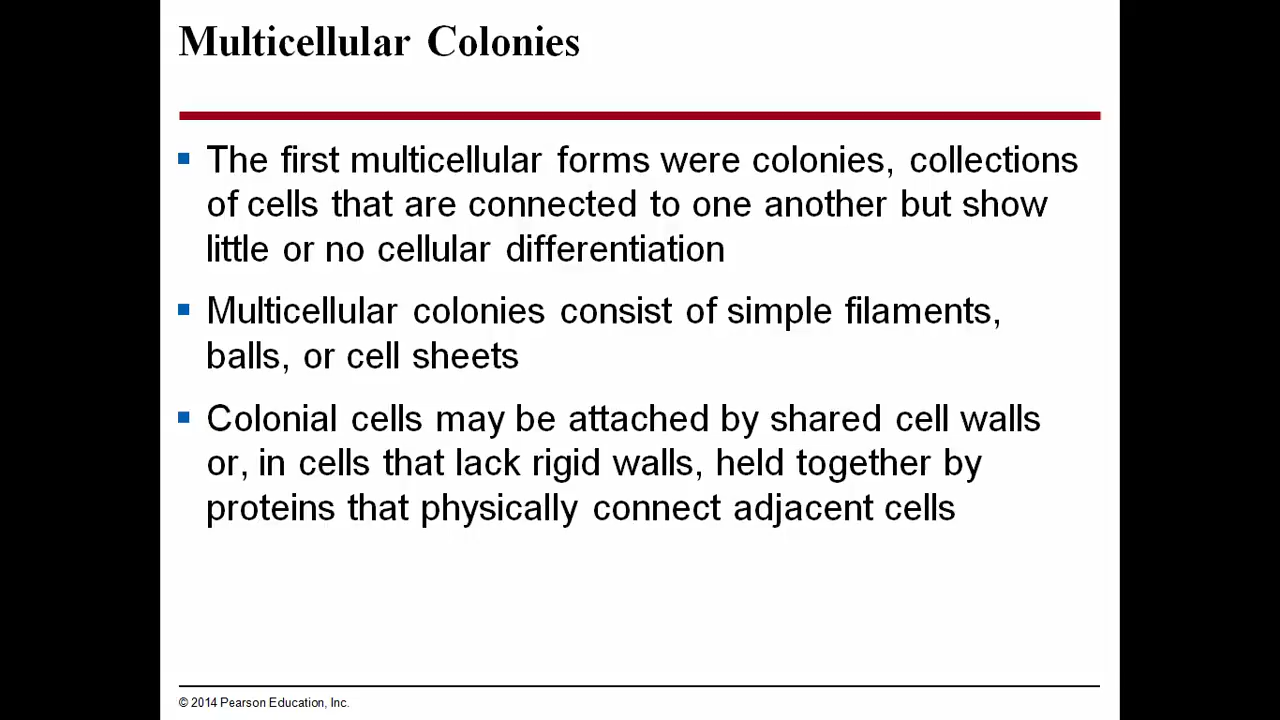 Multicellular Colonies
The first multicellular forms were colonies, collections
of cells that are connected to one another but show
little or no cellular differentiation
Multicellular colonies consist of simple filaments,
balls, or cell sheets
Colonial cells may be attached by shared cell walls
or, in cells that lack rigid walls, held together by
proteins that physically connect adjacent cells
© 2014 Pearson Education, Inc.